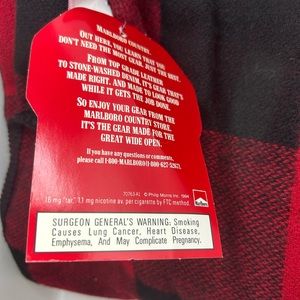 MARLBORO COUNTRY.
OUT HERE, YOU LEARN THAT YOU
DON'T NEED THE MOST GEAR. JUST THE BEST.
FROM TOP GRADE LEATHER
TO STONE-WASHED DENIM, IT'S GEAR THAT'S
MADE RIGHT. AND MADE TO LOOK GOOD
WHILE IT GETS THE JOB DONE.
SO ENJOY YOUR GEAR FROM THE
MARLBORO COUNTRY STORE.
IT'S THE GEAR MADE FOR THE
GREAT WIDE OPEN.
If you have any questions or comments,
please call 1-800-MARLBORO (1-800-627-5267).
© Philip Morris Inc. 1994
16 mg "tar," 1.1 mg nicotine av. per cigarette by FTC method.
Marlboro
SURGEON GENERAL'S WARNING: Smoking
Causes Lung Cancer, Heart Disease,
Emphysema, And May Complicate Pregnancy.